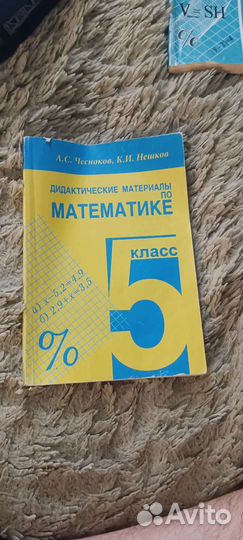 V = SH
%
А.С. Чесноков, К.И. Нешков
ДИДАКТИЧЕСКИЕ МАТЕРИАЛЫ
ПО
МАТЕМАТИКЕ
КЛАСС
5
а) x−5,2=4,9
б) 2,9+x=3,5
%
Avito